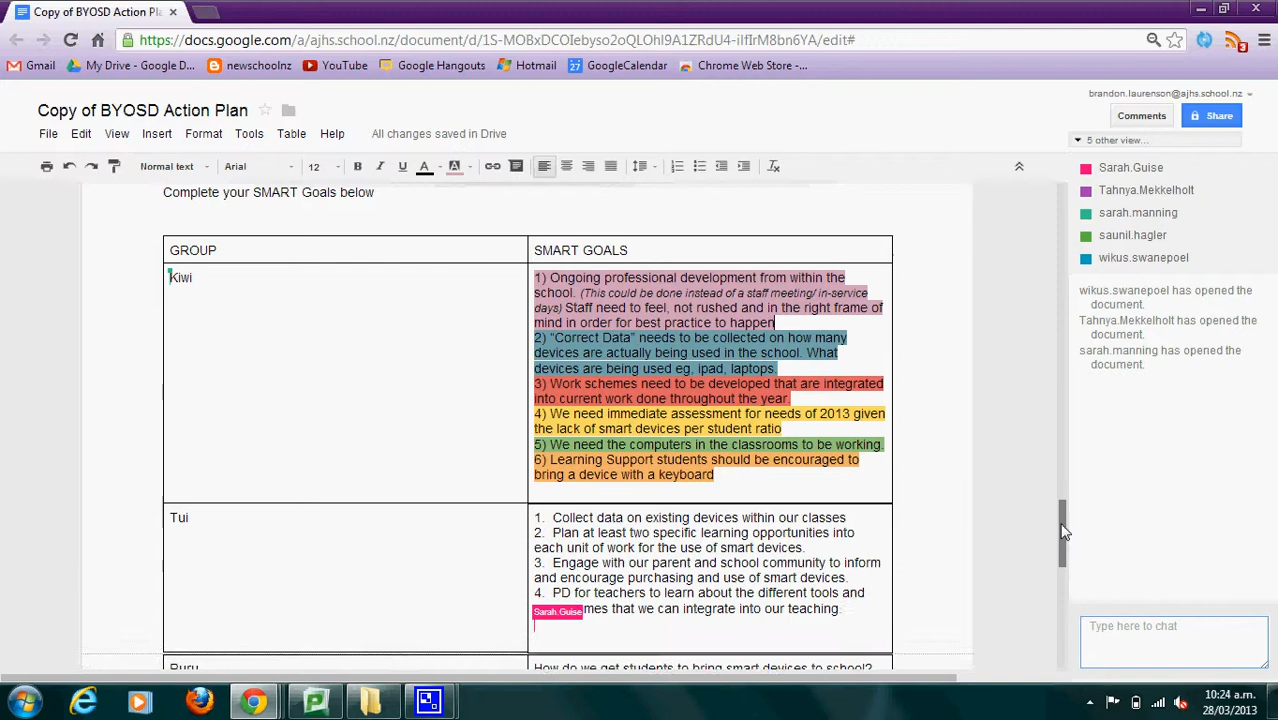 Copy of BYOSD Action Plan
https://docs.google.com/a/ajhs.school.nz/document/d/1S-MOBxDCOIebyso2oQLOhI9A1ZRdU4-iIfIrM8bn6YA/edit#
3
Gmail My Drive - Google D... newschoolnz YouTube Google Hangouts Hotmail 27 GoogleCalendar Chrome Web Store -...
brandon.laurenson@ajhs.school.nz
Copy of BYOSD Action Plan
Comments Share
File Edit View Insert Format Tools Table Help All changes saved in Drive
5 other view...
Normal text Arial 12 B I U A A
Sarah.Guise
Tahnya.Mekkelholt
sarah.manning
saunil.hagler
wikus.swanepoel
wikus.swanepoel has opened the
document.
Tahnya.Mekkelholt has opened the
document.
sarah.manning has opened the
document.
Type here to chat
Complete your SMART Goals below
GROUP SMART GOALS
Kiwi
1) Ongoing professional development from within the
school. (This could be done instead of a staff meeting/ in-service
days) Staff need to feel, not rushed and in the right frame of
mind in order for best practice to happen
2) “Correct Data” needs to be collected on how many
devices are actually being used in the school. What
devices are being used eg, ipad, laptops.
3) Work schemes need to be developed that are integrated
into current work done throughout the year.
4) We need immediate assessment for needs of 2013 given
the lack of smart devices per student ratio
5) We need the computers in the classrooms to be working.
6) Learning Support students should be encouraged to
bring a device with a keyboard
Tui
1. Collect data on existing devices within our classes
2. Plan at least two specific learning opportunities into
each unit of work for the use of smart devices.
3. Engage with our parent and school community to inform
and encourage purchasing and use of smart devices.
4. PD for teachers to learn about the different tools and
Sarah.Guise mes that we can integrate into our teaching.
Ruru How do we get students to bring smart devices to school?
10:24 a.m.
28/03/2013